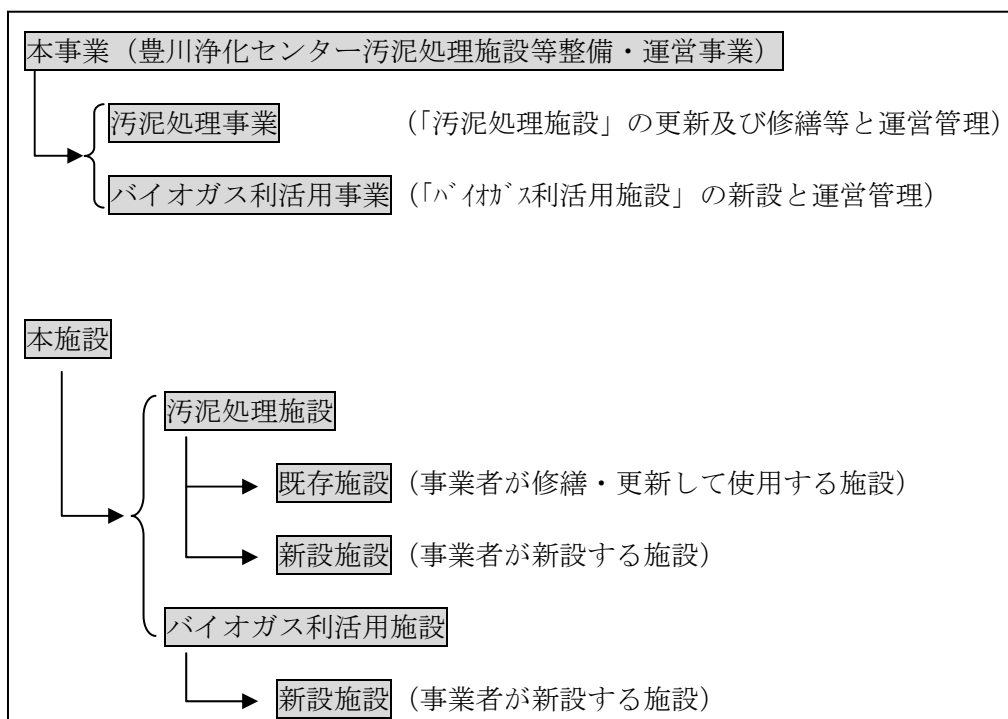 本事業（豊川浄化センター汚泥処理施設等整備・運営事業）
汚泥処理事業 （「汚泥処理施設」の更新及び修繕等と運営管理）
バイオガス利活用事業 （「ﾊﾞｲｵｶﾞｽ利活用施設」の新設と運営管理）
本施設
汚泥処理施設
既存施設 （事業者が修繕・更新して使用する施設）
新設施設 （事業者が新設する施設）
バイオガス利活用施設
新設施設 （事業者が新設する施設）